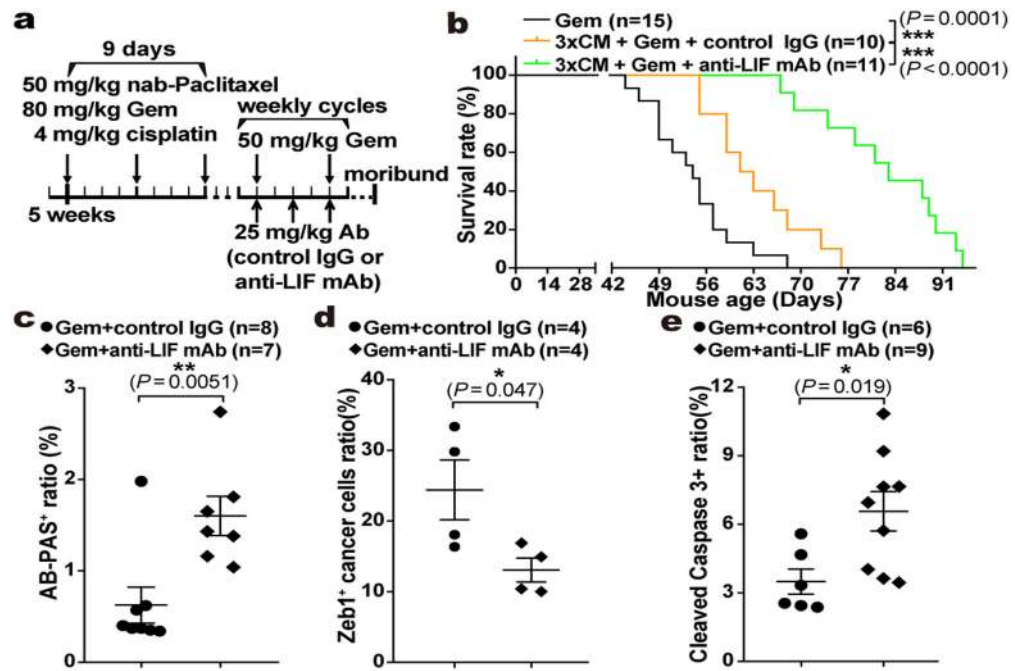 a
9 days
50 mg/kg nab-Paclitaxel
80 mg/kg Gem
4 mg/kg cisplatin
weekly cycles
50 mg/kg Gem
moribund
5 weeks
25 mg/kg Ab
(control IgG or
anti-LIF mAb)
b
Gem (n=15)
3xCM + Gem + control IgG (n=10)
3xCM + Gem + anti-LIF mAb (n=11)
(P=0.0001)
***
***
(P<0.0001)
Survival rate (%)
100
80
60
40
20
0
0 14 28 42 49 56 63 70 77 84 91
Mouse age (Days)
c
Gem+control IgG (n=8)
Gem+anti-LIF mAb (n=7)
**
(P=0.0051)
AB-PAS+ ratio (%)
3
2
1
0
d
Gem+control IgG (n=4)
Gem+anti-LIF mAb (n=4)
*
(P=0.047)
Zeb1+ cancer cells ratio(%)
40
30
20
10
0
e
Gem+control IgG (n=6)
Gem+anti-LIF mAb (n=9)
*
(P=0.019)
Cleaved Caspase 3+ ratio(%)
12
9
6
3
0